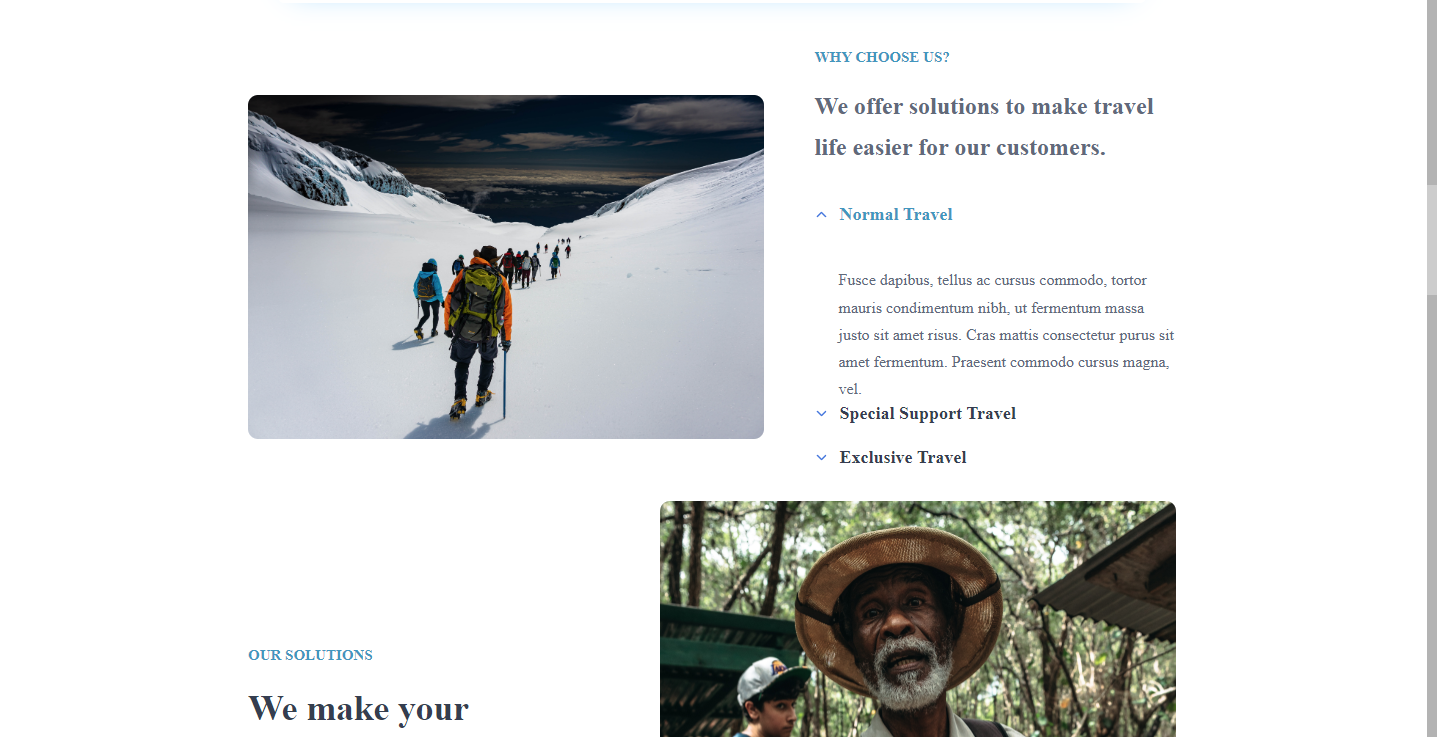 WHY CHOOSE US?
We offer solutions to make travel
life easier for our customers.
Normal Travel
Fusce dapibus, tellus ac cursus commodo, tortor
mauris condimentum nibh, ut fermentum massa
justo sit amet risus. Cras mattis consectetur purus sit
amet fermentum. Praesent commodo cursus magna,
vel.
Special Support Travel
Exclusive Travel
OUR SOLUTIONS
We make your